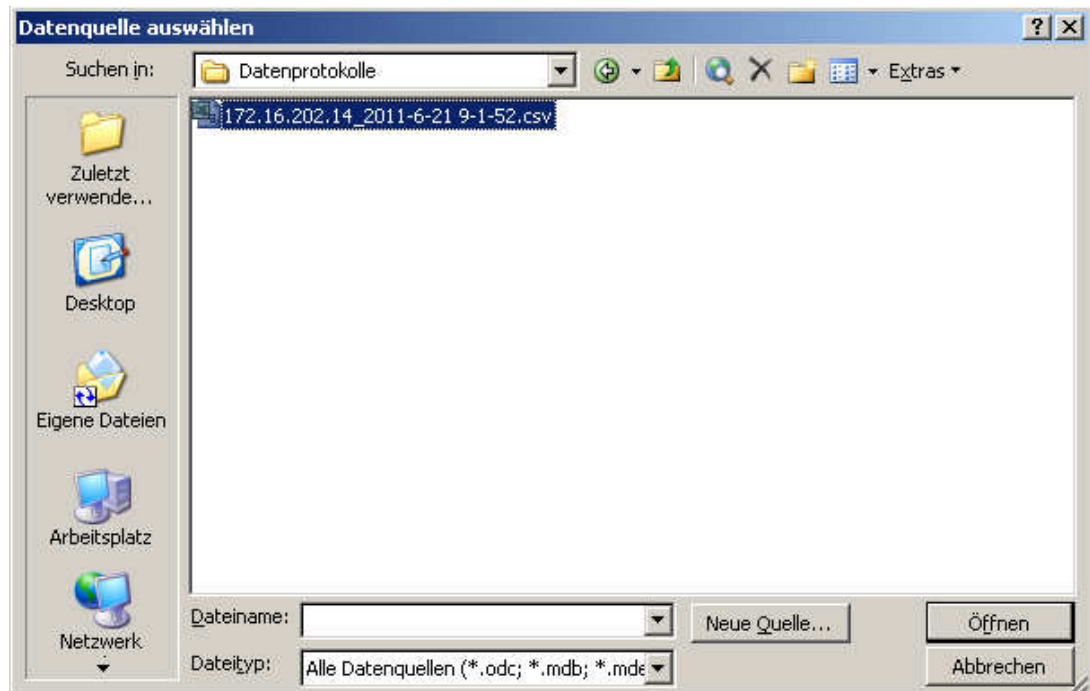 Datenquelle auswählen
Suchen in:
Datenprotokolle
Extras
172.16.202.14_2011-6-21 9-1-52.csv
Zuletzt
verwende...
Desktop
Eigene Dateien
Arbeitsplatz
Netzwerk
Dateiname:
Neue Quelle...
Öffnen
Dateityp:
Alle Datenquellen (*.odc; *.mdb; *.mde
Abbrechen